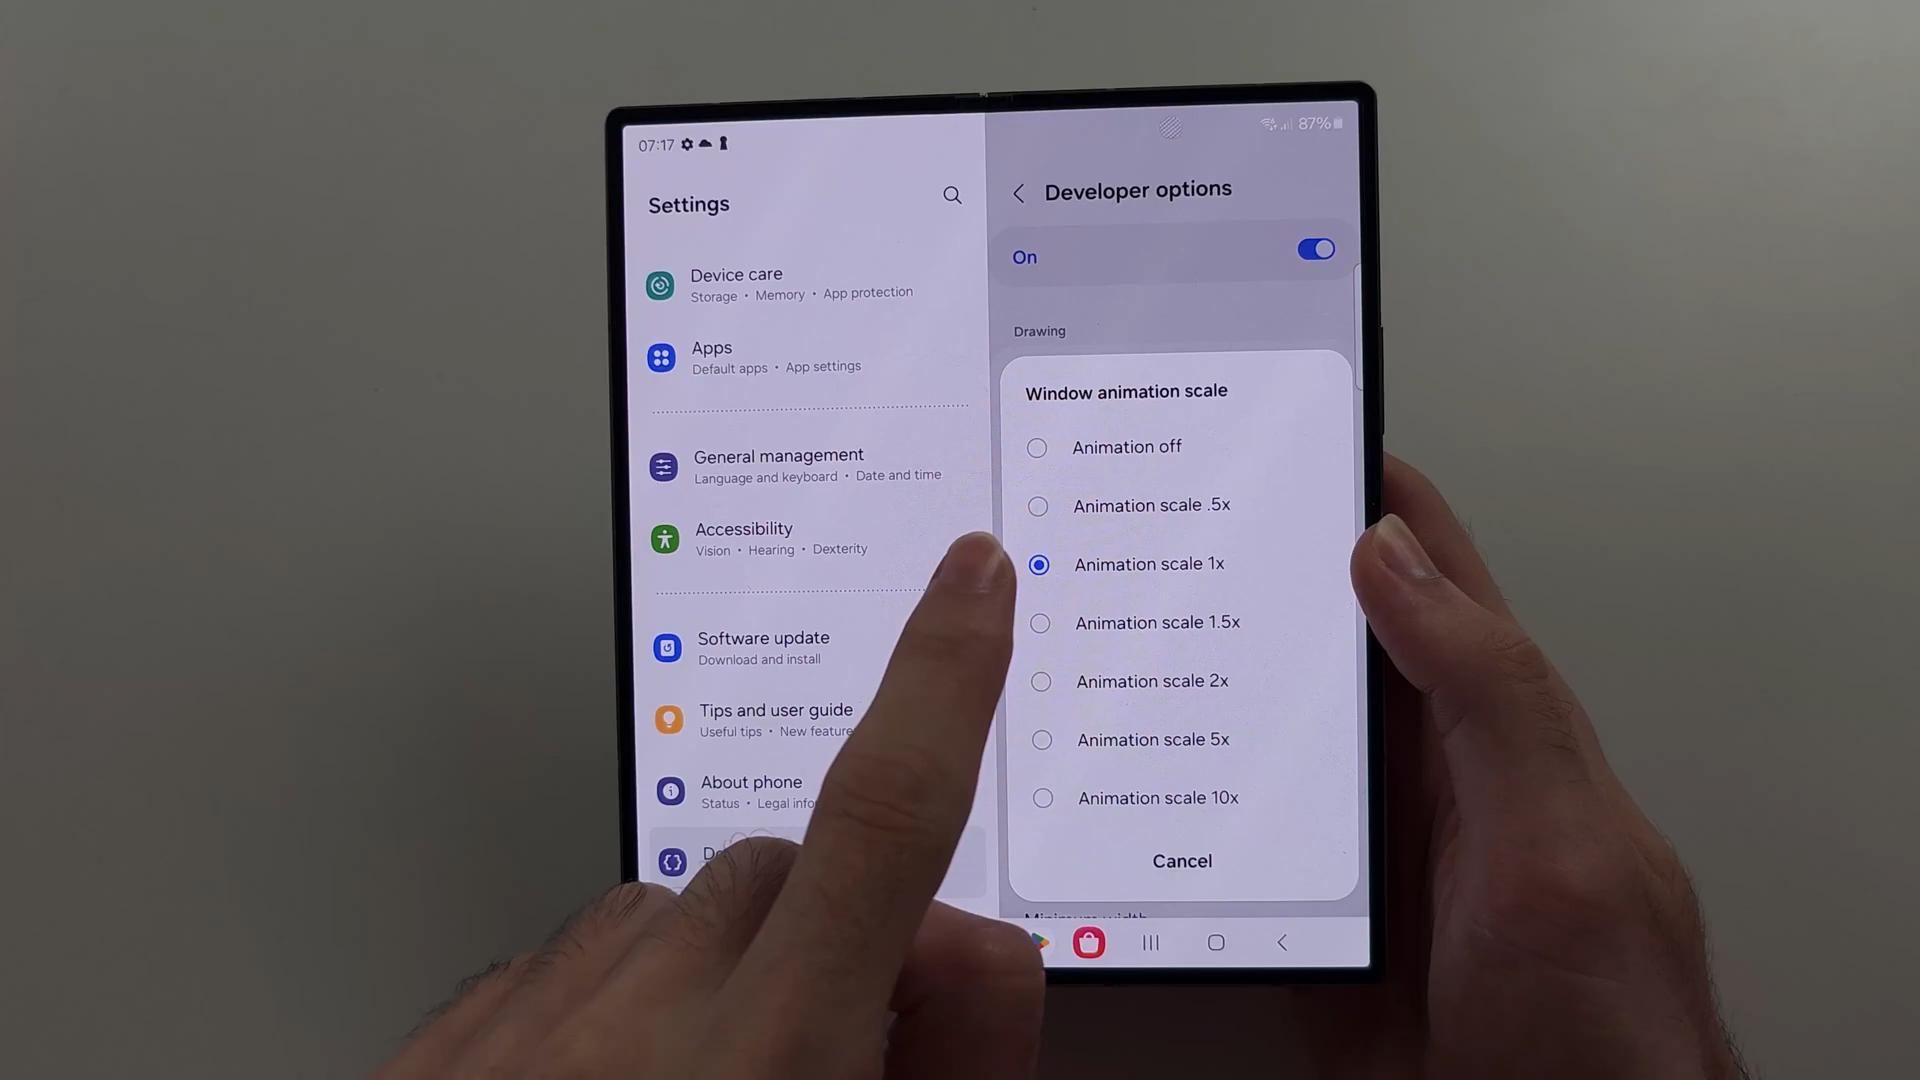 07:17
87%
Settings
Device care
Storage • Memory • App protection
Apps
Default apps • App settings
General management
Language and keyboard • Date and time
Accessibility
Vision • Hearing • Dexterity
Software update
Download and install
Tips and user guide
Useful tips • New feature
About phone
Status • Legal info
Developer options
On
Drawing
Window animation scale
Animation off
Animation scale .5x
Animation scale 1x
Animation scale 1.5x
Animation scale 2x
Animation scale 5x
Animation scale 10x
Cancel
Minimum width